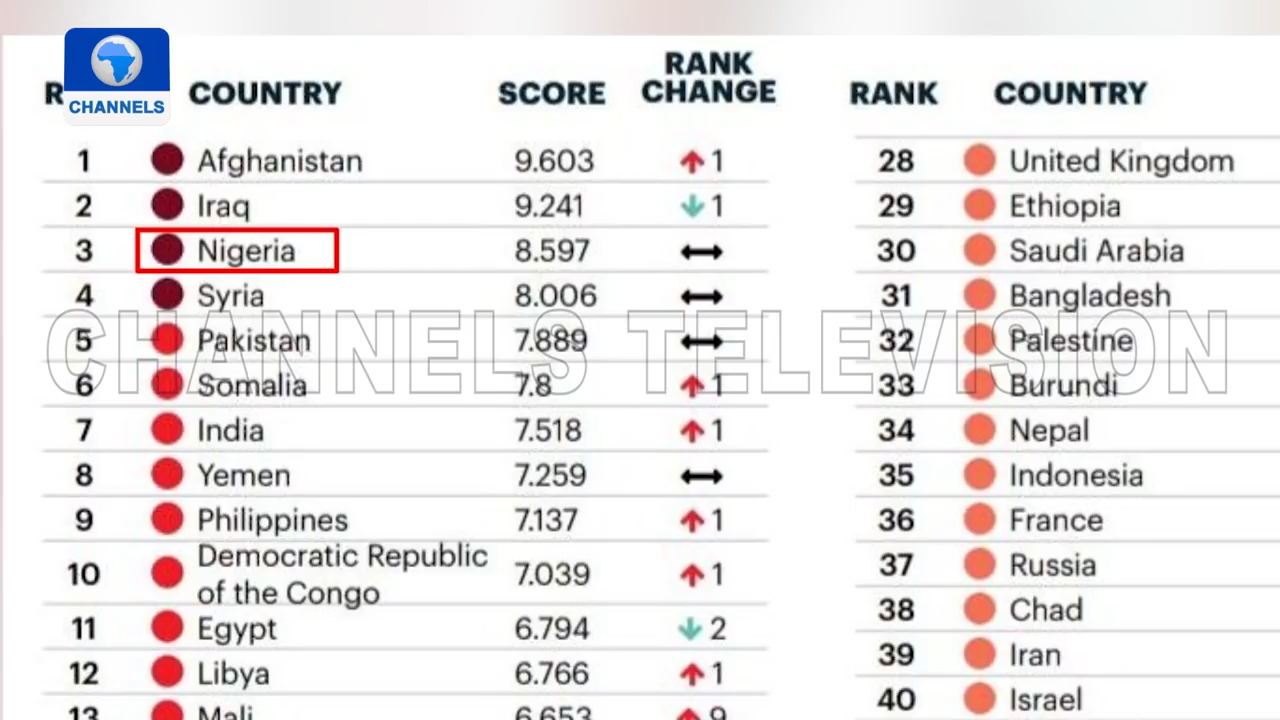 CHANNELS
R
COUNTRY
SCORE
RANK
CHANGE
RANK
COUNTRY
1 Afghanistan 9.603 ↑ 1
2 Iraq 9.241 ↓ 1
3 Nigeria 8.597 ↔
4 Syria 8.006 ↔
5 Pakistan 7.889 ↔
6 Somalia 7.8 ↑ 1
7 India 7.518 ↑ 1
8 Yemen 7.259 ↔
9 Philippines 7.137 ↑ 1
10 Democratic Republic
of the Congo 7.039 ↑ 1
11 Egypt 6.794 ↓ 2
12 Libya 6.766 ↑ 1
13 Mali 6.653 ↑ 9
28 United Kingdom
29 Ethiopia
30 Saudi Arabia
31 Bangladesh
32 Palestine
33 Burundi
34 Nepal
35 Indonesia
36 France
37 Russia
38 Chad
39 Iran
40 Israel
CHANNELS TELEVISION